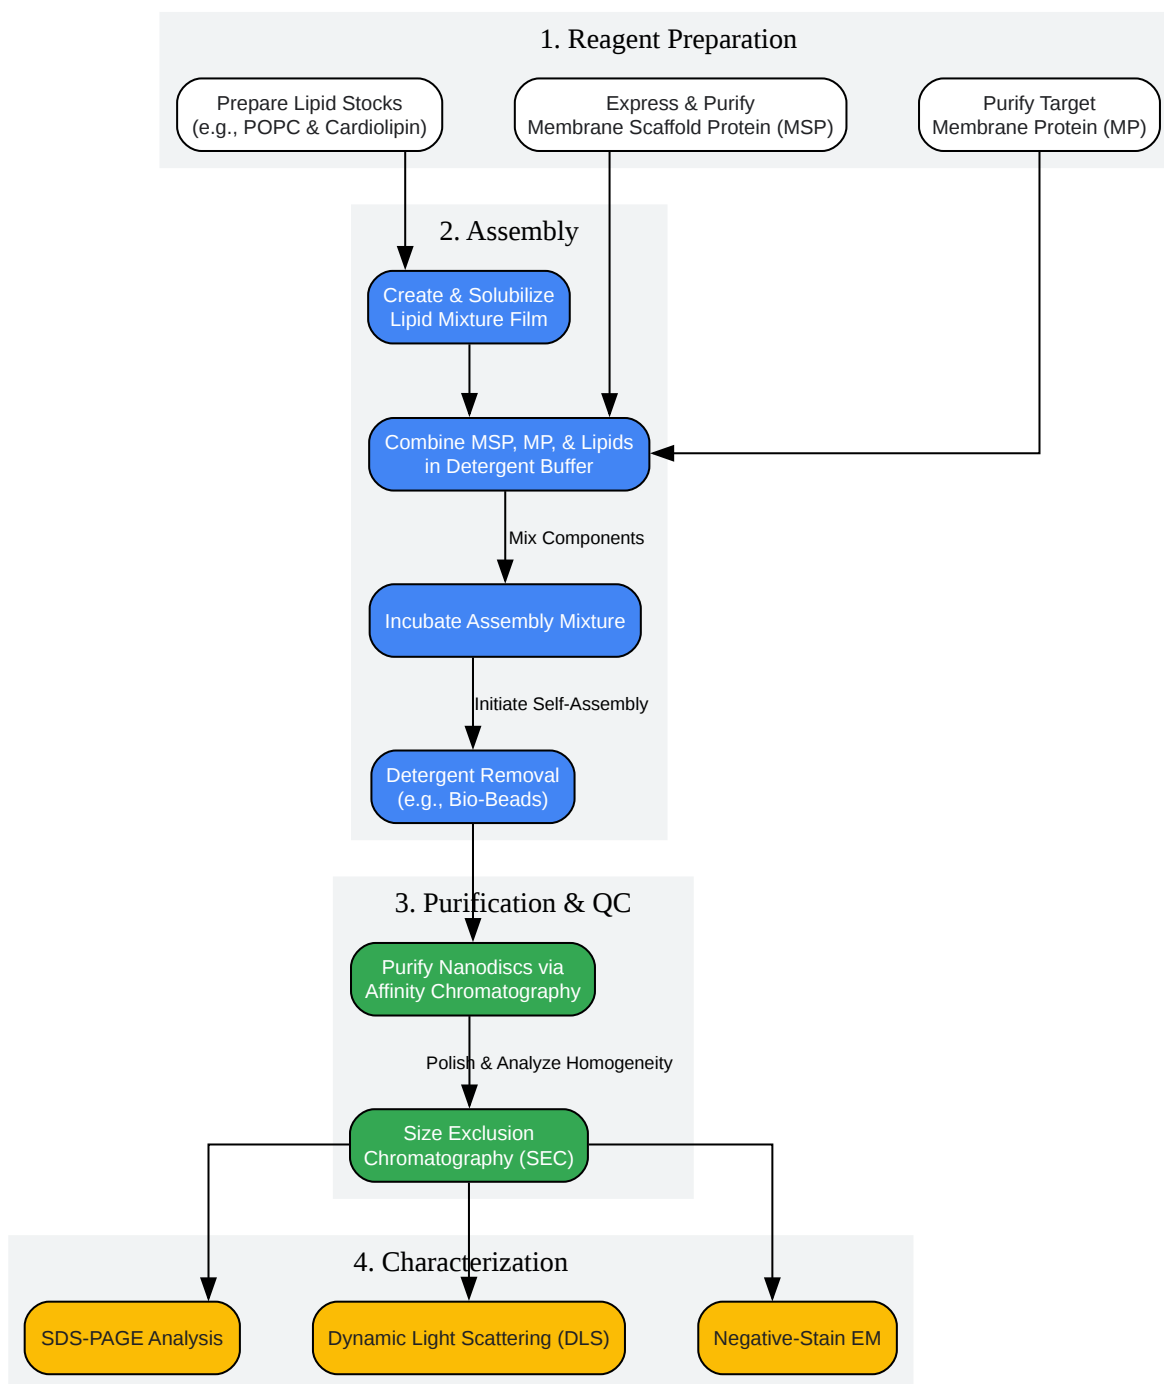 1. Reagent Preparation
Prepare Lipid Stocks
(e.g., POPC & Cardiolipin)
Express & Purify
Membrane Scaffold Protein (MSP)
Purify Target
Membrane Protein (MP)
2. Assembly
Create & Solubilize
Lipid Mixture Film
Combine MSP, MP, & Lipids
in Detergent Buffer
Mix Components
Incubate Assembly Mixture
Initiate Self-Assembly
Detergent Removal
(e.g., Bio-Beads)
3. Purification & QC
Purify Nanodiscs via
Affinity Chromatography
Polish & Analyze Homogeneity
Size Exclusion
Chromatography (SEC)
4. Characterization
SDS-PAGE Analysis
Dynamic Light Scattering (DLS)
Negative-Stain EM